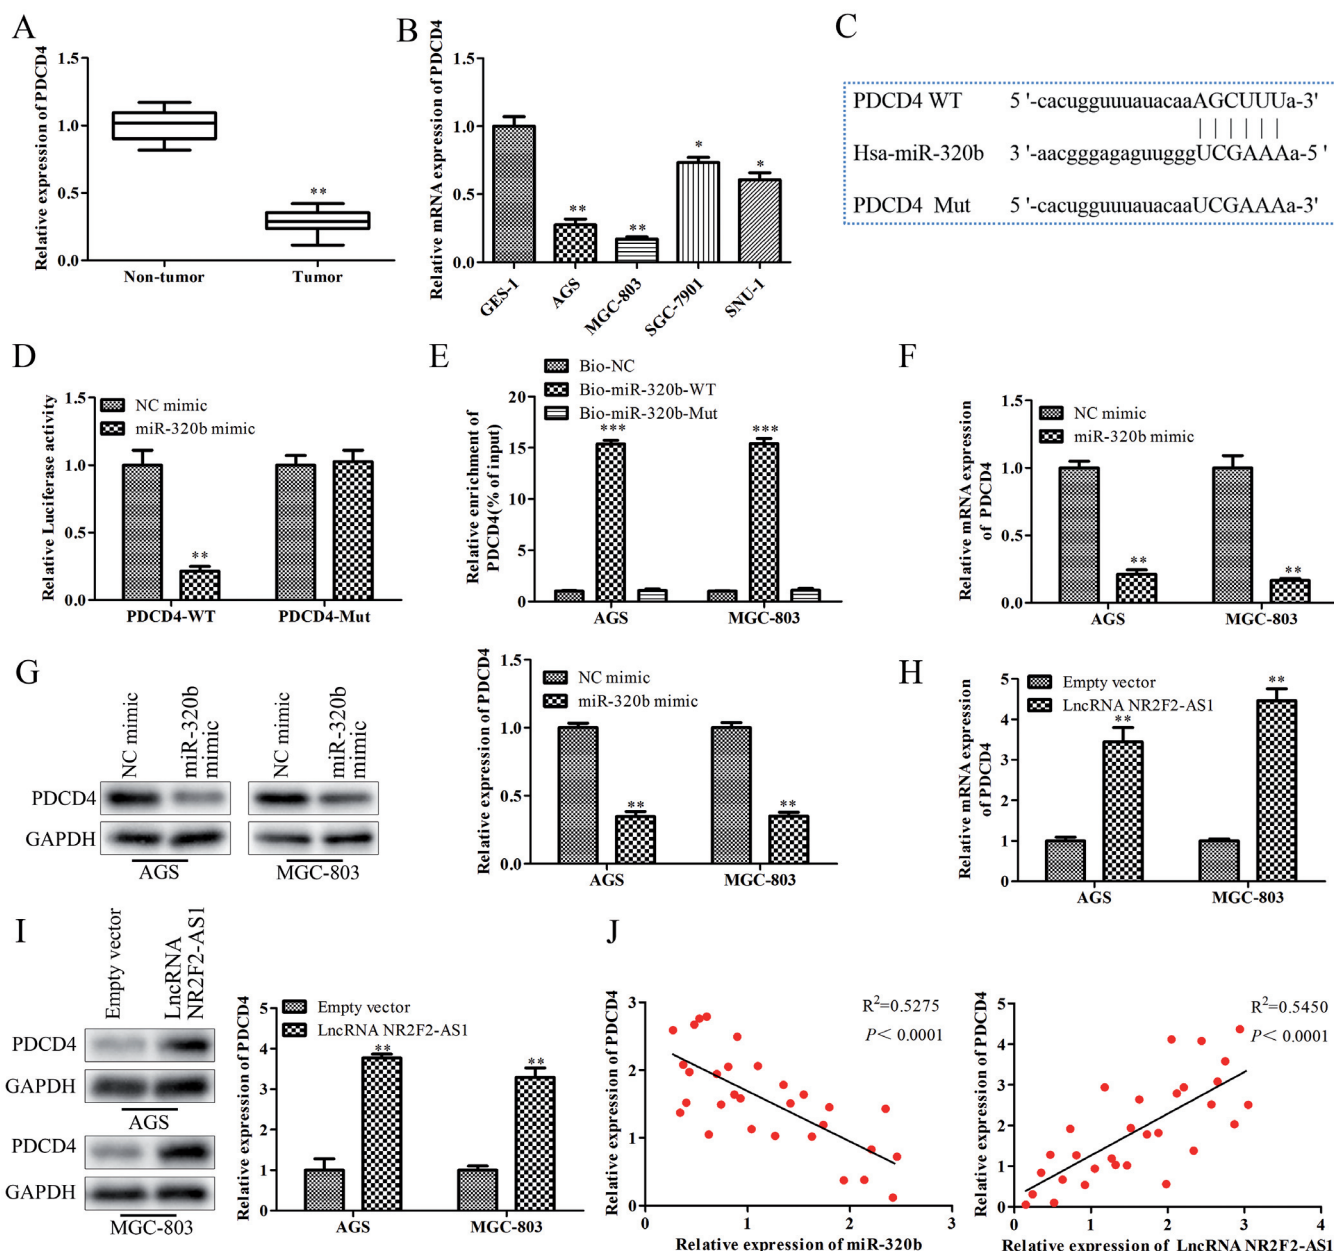 A
Relative expression of PDCD4
1.5
1.0
0.5
0.0
**
Non-tumor
Tumor
B
Relative mRNA expression of PDCD4
1.5
1.0
0.5
0.0
**
**
*
*
GES-1
AGS
MGC-803
SGC-7901
SNU-1
C
PDCD4 WT 5 '-cacugguuuauacaaAGCUUUa-3'
Hsa-miR-320b 3 '-aacgggagaguugggUCGAAAa-5 '
PDCD4 Mut 5 '-cacugguuuauacaaUCGAAAa-3'
D
Relative Luciferase activity
1.5
1.0
0.5
0.0
NC mimic
miR-320b mimic
**
PDCD4-WT
PDCD4-Mut
E
Bio-NC
Bio-miR-320b-WT
Bio-miR-320b-Mut
Relative enrichment of
PDCD4(% of input)
20
15
10
5
0
***
***
AGS
MGC-803
F
Relative mRNA expression
of PDCD4
1.5
1.0
0.5
0.0
NC mimic
miR-320b mimic
**
**
AGS
MGC-803
G
NC mimic
miR-320b
mimic
NC mimic
miR-320b
mimic
PDCD4
GAPDH
AGS
MGC-803
Relative expression of PDCD4
1.5
1.0
0.5
0.0
NC mimic
miR-320b mimic
**
**
AGS
MGC-803
H
Relative mRNA expression
of PDCD4
5
4
3
2
1
0
Empty vector
LncRNA NR2F2-AS1
**
**
AGS
MGC-803
I
Empty vector
LncRNA
NR2F2-AS1
PDCD4
GAPDH
AGS
PDCD4
GAPDH
MGC-803
Relative expression of PDCD4
5
4
3
2
1
0
Empty vector
LncRNA NR2F2-AS1
**
**
AGS
MGC-803
J
Relative expression of PDCD4
3
2
1
0
R²=0.5275
P< 0.0001
0
1
2
3
Relative expression of miR-320b
Relative expression of PDCD4
5
4
3
2
1
0
R²=0.5450
P< 0.0001
0
1
2
3
4
Relative expression of LncRNA NR2F2-AS1